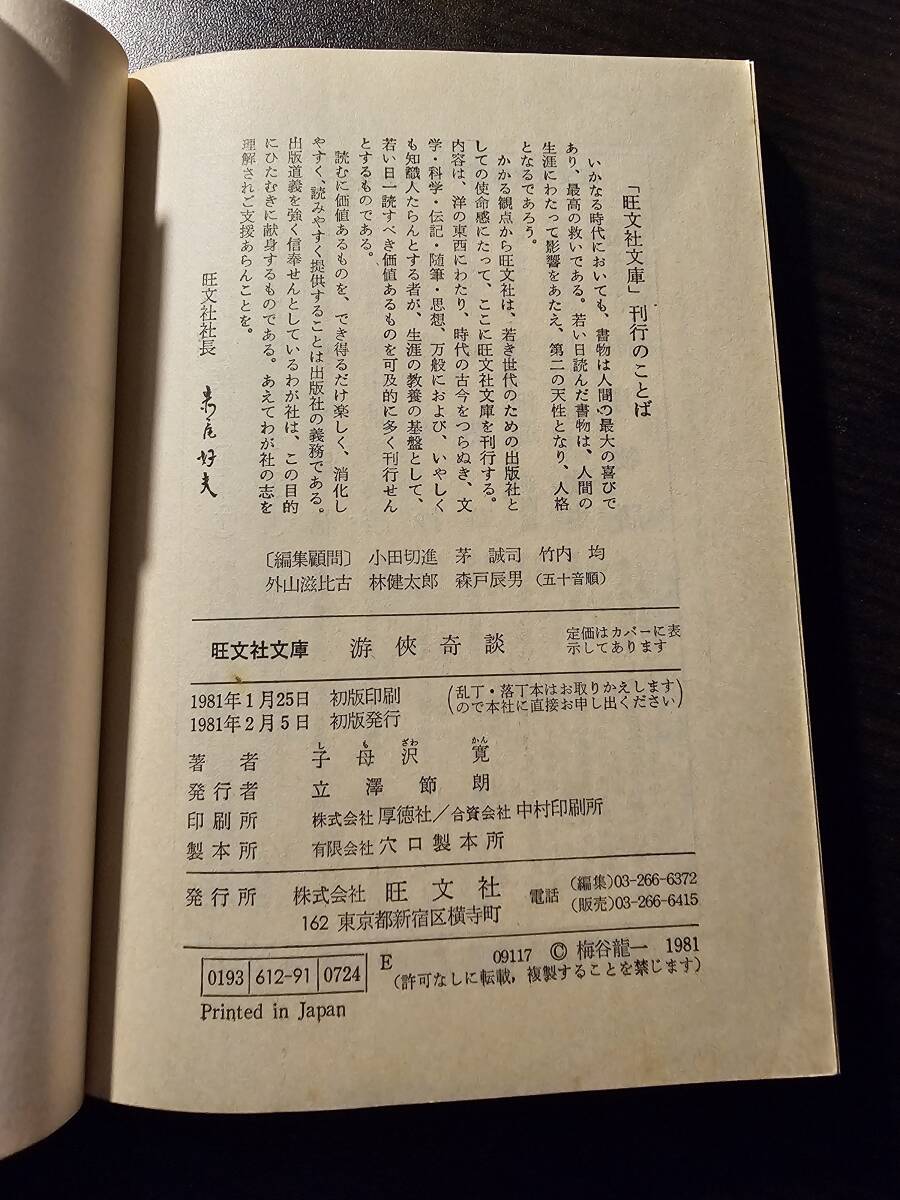 「旺文社文庫」刊行のことば
いかなる時代においても、書物は人間の最大の喜びで
あり、最高の救いである。若い日読んだ書物は、人間の
生涯にわたって影響をあたえ、第二の天性となり、人格
となるであろう。
かかる観点から旺文社は、若き世代のための出版社と
しての使命感にたって、ここに旺文社文庫を刊行する。
内容は、洋の東西にわたり、時代の古今をつらぬき、文
学・科学・伝記・随筆・思想、万般におよび、いやしく
も知識人たらんとする者が、生涯の教養の基盤として、
若い日一読すべき価値あるものを可及的に多く刊行せん
とするものである。
読むに価値あるものを、でき得るだけ楽しく、消化し
やすく、読みやすく提供することは出版社の義務である。
出版道義を強く信奉せんとしているわが社は、この目的
にひたむきに献身するものである。あえてわが社の志を
理解されご支援あらんことを。
旺文社社長
〔編集顧問〕 小田切進 茅 誠司 竹内 均
外山滋比古 林健太郎 森戸辰男 (五十音順)
旺文社文庫 游俠奇談 定価はカバーに表
示してあります
1981年1月25日 初版印刷 (乱丁・落丁本はお取りかえします
1981年2月5日 初版発行 ので本社に直接お申し出ください)
し も ざわ かん
著者 子母沢 寛
発行者 立澤節朗
印刷所 株式会社 厚徳社/合資会社 中村印刷所
製本所 有限会社 穴口製本所
発行所 株式会社 旺文社 電話 (編集)03-266-6372
162 東京都新宿区横寺町 (販売)03-266-6415
0193 612-91 0724 E 09117 © 梅谷龍一 1981
(許可なしに転載,複製することを禁じます)
Printed in Japan